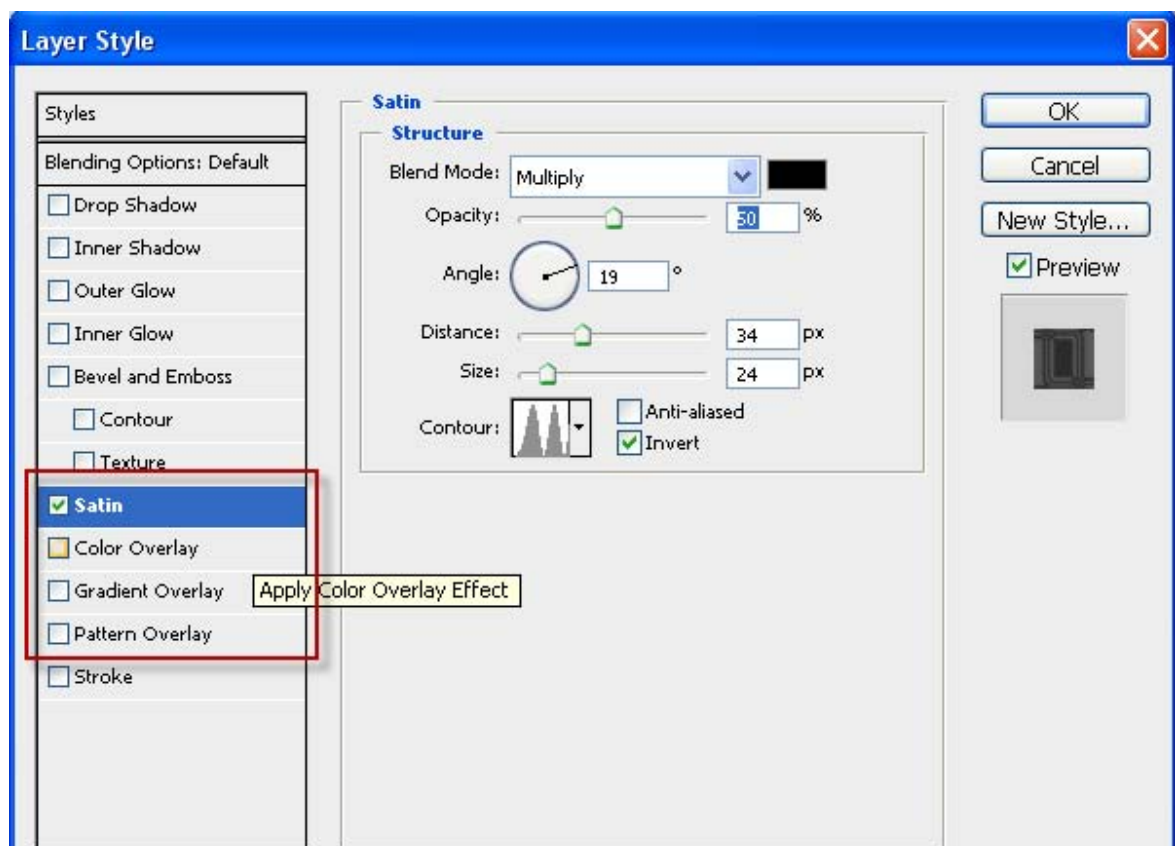 Layer Style
Styles
Blending Options: Default
Drop Shadow
Inner Shadow
Outer Glow
Inner Glow
Bevel and Emboss
Contour
Texture
Satin
Color Overlay
Gradient Overlay
Pattern Overlay
Stroke
Apply Color Overlay Effect
Satin
Structure
Blend Mode: Multiply
Opacity: 50 %
Angle: 19 °
Distance: 34 px
Size: 24 px
Contour: Anti-aliased
Invert
OK
Cancel
New Style...
Preview